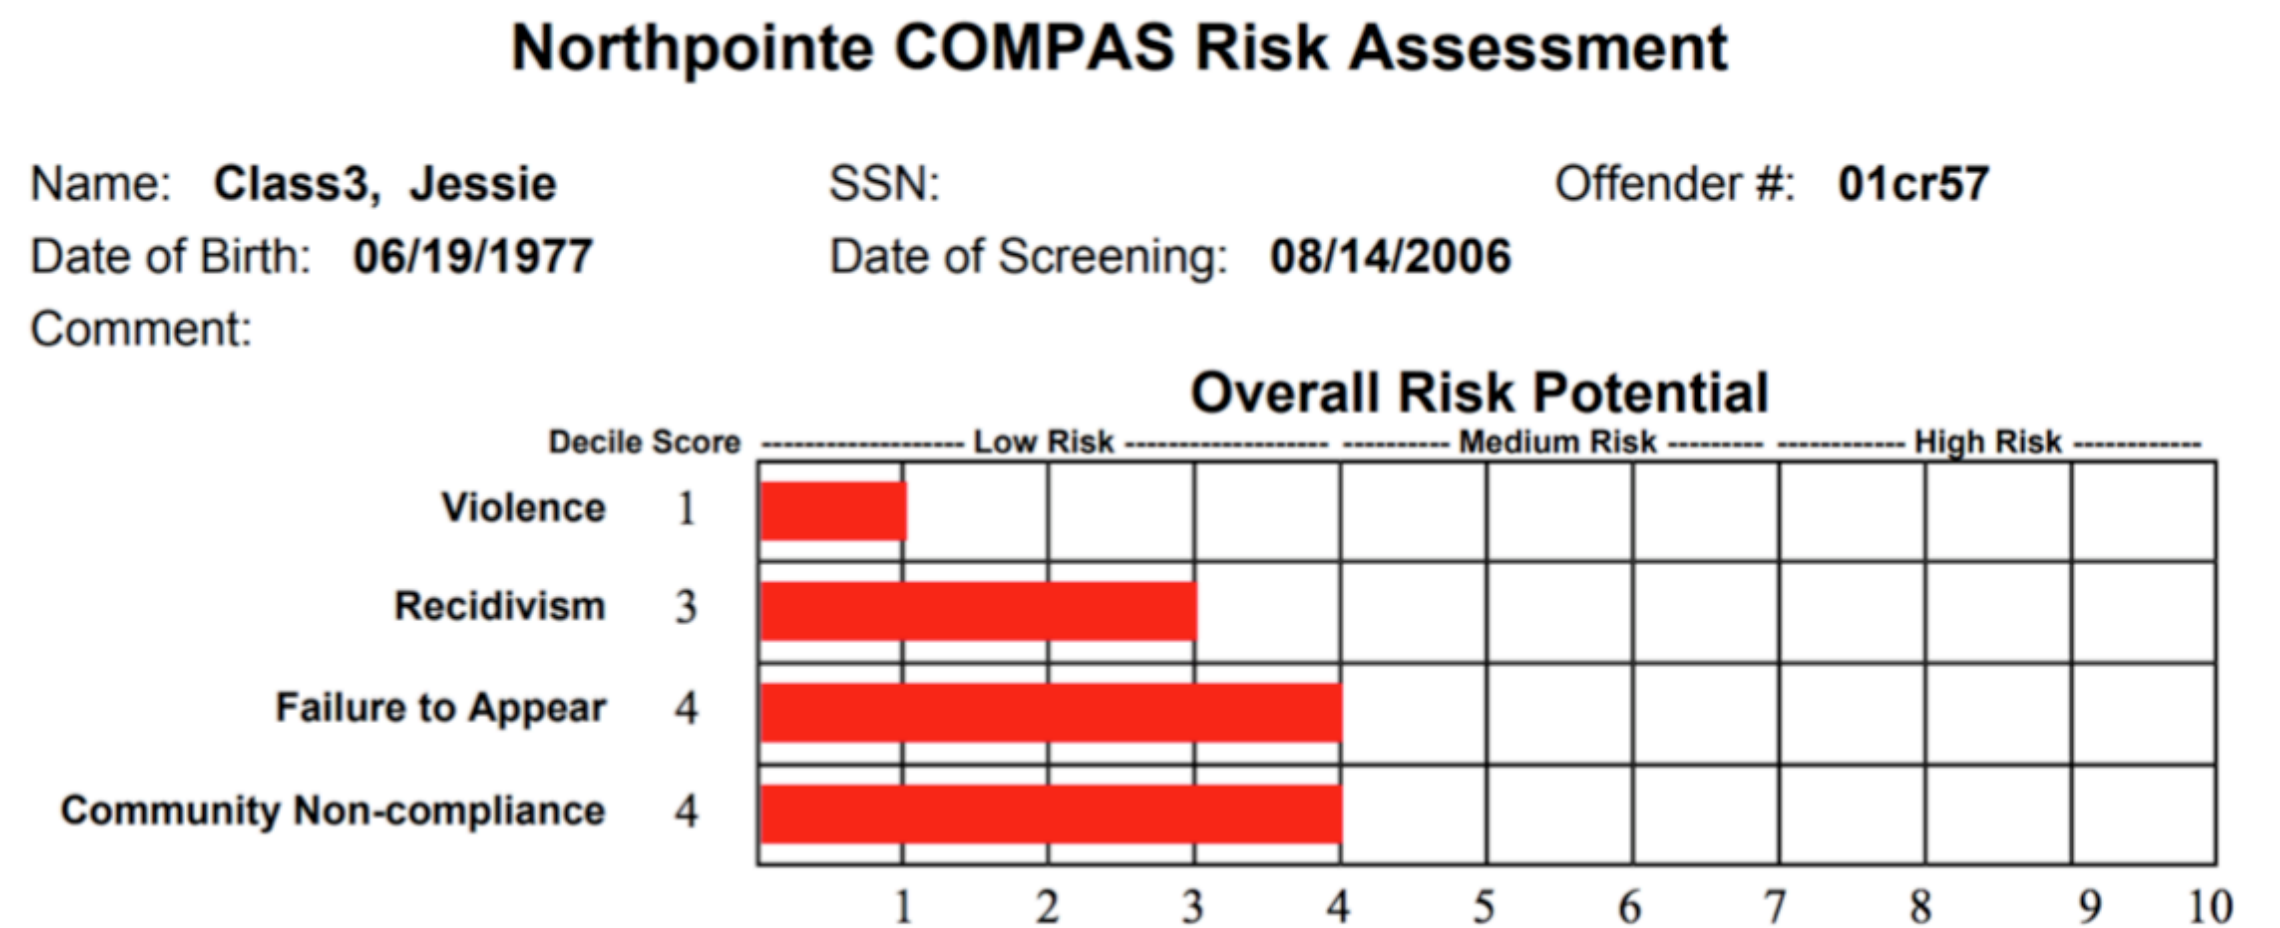 Northpointe COMPAS Risk Assessment
Name: Class3, Jessie SSN: Offender #: 01cr57
Date of Birth: 06/19/1977 Date of Screening: 08/14/2006
Comment:
Overall Risk Potential
Decile Score ------------------- Low Risk ------------------- ---------- Medium Risk --------- ------------ High Risk ------------
Violence 1
Recidivism 3
Failure to Appear 4
Community Non-compliance 4
1 2 3 4 5 6 7 8 9 10